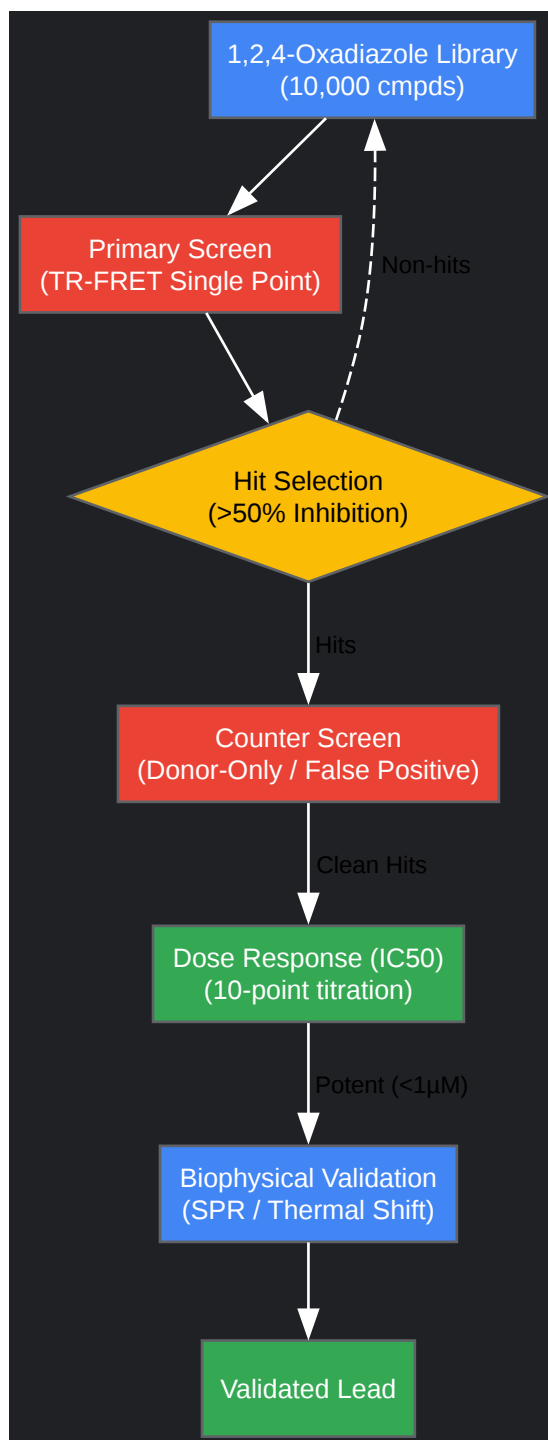 1,2,4-Oxadiazole Library
(10,000 cmpds)
Primary Screen
(TR-FRET Single Point)
Non-hits
Hit Selection
(>50% Inhibition)
Hits
Counter Screen
(Donor-Only / False Positive)
Clean Hits
Dose Response (IC50)
(10-point titration)
Potent (<1µM)
Biophysical Validation
(SPR / Thermal Shift)
Validated Lead